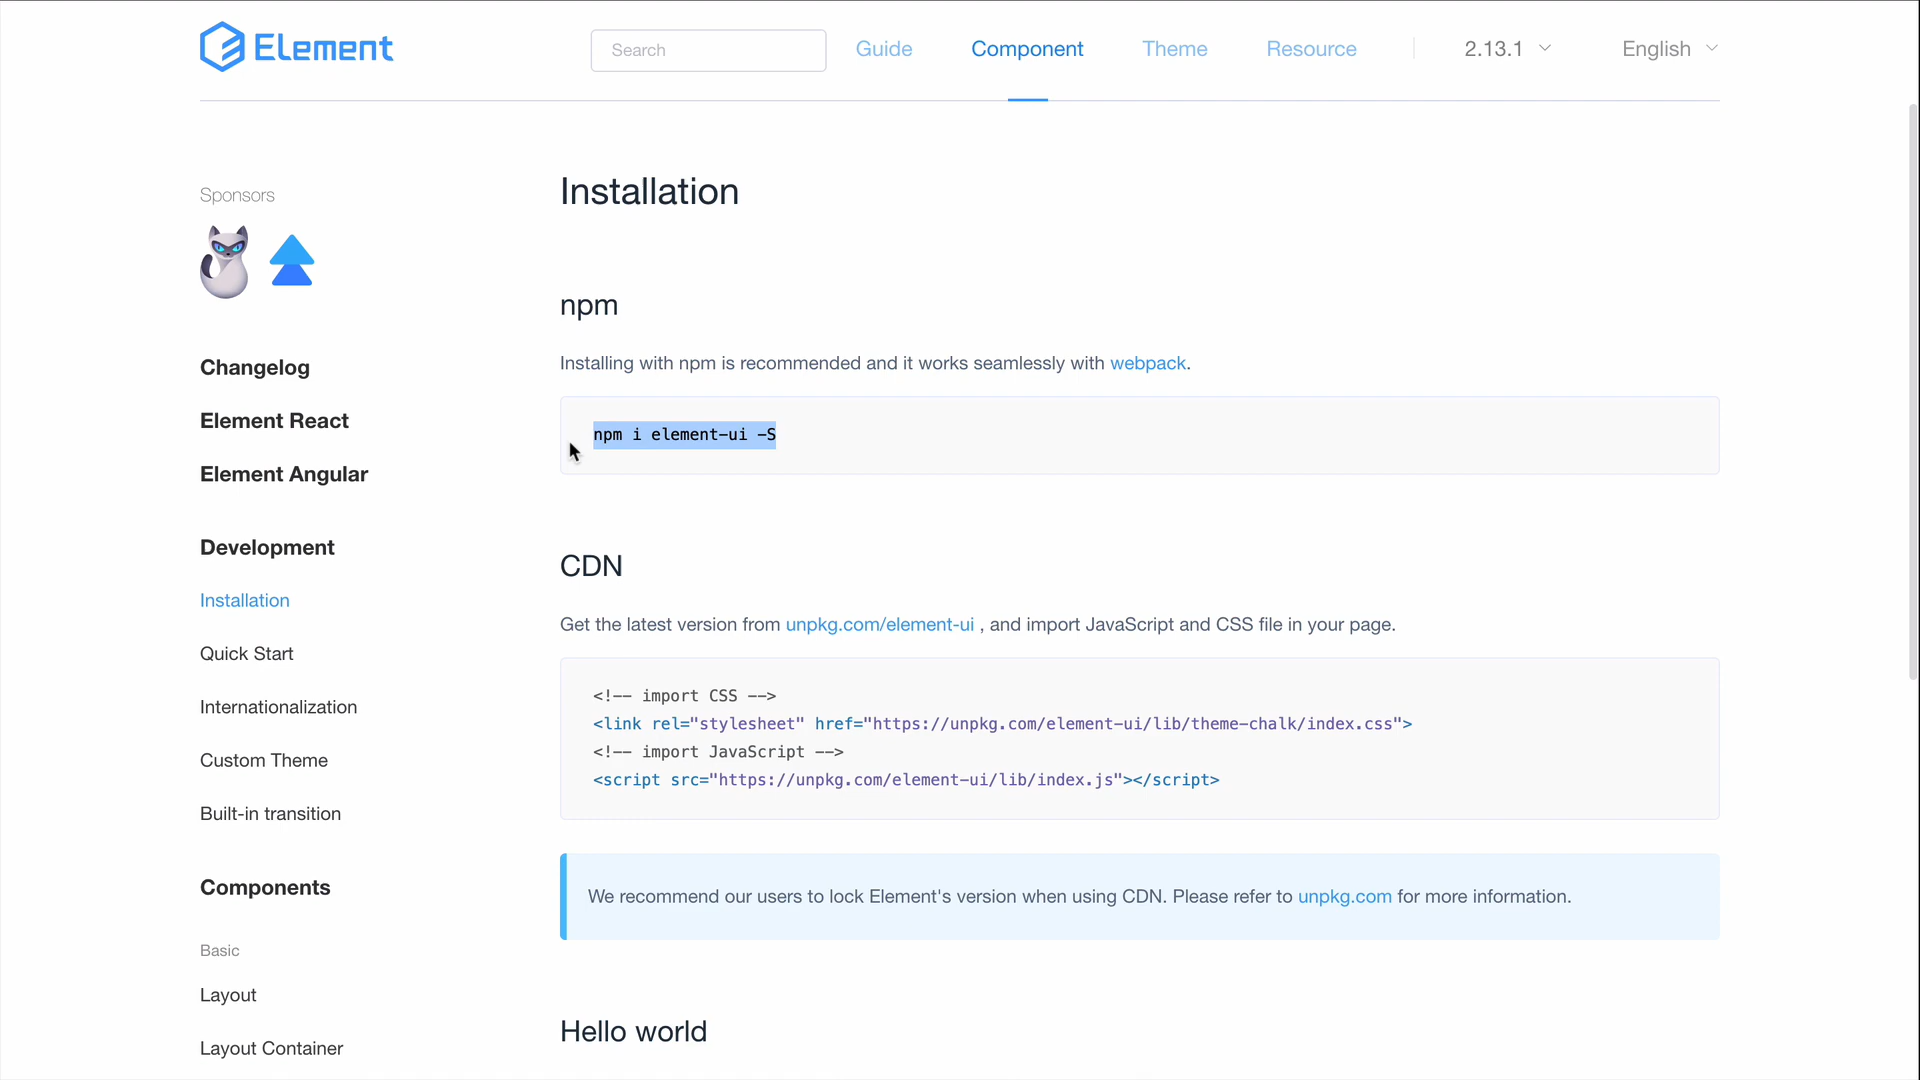 Element
Search
Guide
Component
Theme
Resource
2.13.1
English
Sponsors
Changelog
Element React
Element Angular
Development
Installation
Quick Start
Internationalization
Custom Theme
Built-in transition
Components
Basic
Layout
Layout Container
Installation
npm
Installing with npm is recommended and it works seamlessly with webpack.
npm i element-ui -S
CDN
Get the latest version from unpkg.com/element-ui , and import JavaScript and CSS file in your page.
<!-- import CSS -->
<link rel="stylesheet" href="https://unpkg.com/element-ui/lib/theme-chalk/index.css">
<!-- import JavaScript -->
<script src="https://unpkg.com/element-ui/lib/index.js"></script>
We recommend our users to lock Element's version when using CDN. Please refer to unpkg.com for more information.
Hello world